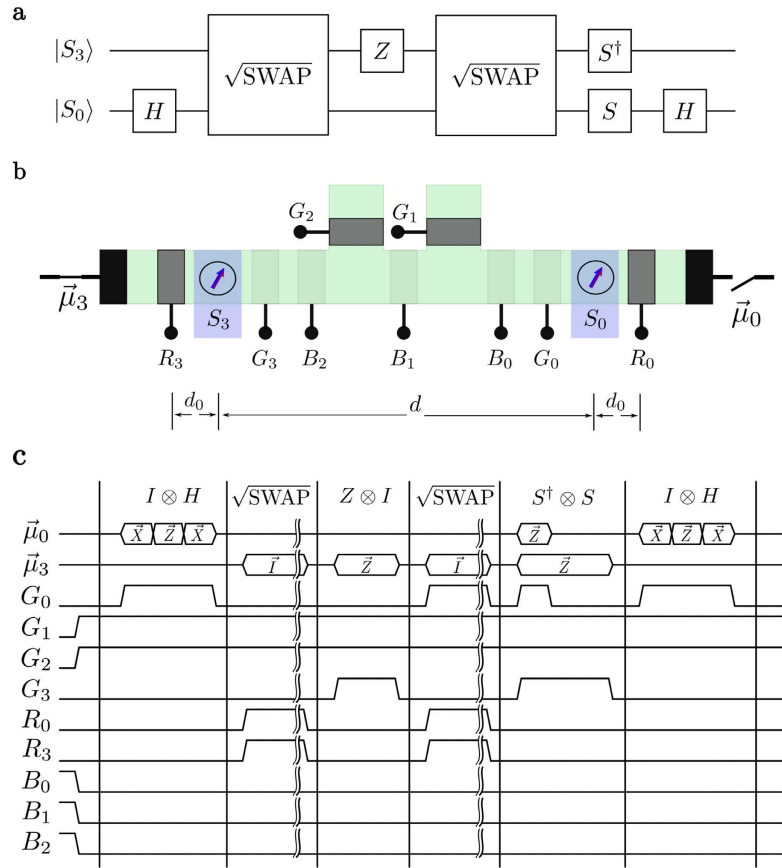 a
|S₃⟩ √SWAP Z √SWAP S†
|S₀⟩ H S H
b
G₂ G₁
μ⃗₃ S₃ S₀ μ⃗₀
R₃ G₃ B₂ B₁ B₀ G₀ R₀
d₀ d d₀
c
I ⊗ H √SWAP Z ⊗ I √SWAP S† ⊗ S I ⊗ H
μ⃗₀ X⃗ Z⃗ X⃗ Z⃗ X⃗ Z⃗ X⃗
μ⃗₃ I⃗ Z⃗ I⃗ Z⃗
G₀
G₁
G₂
G₃
R₀
R₃
B₀
B₁
B₂